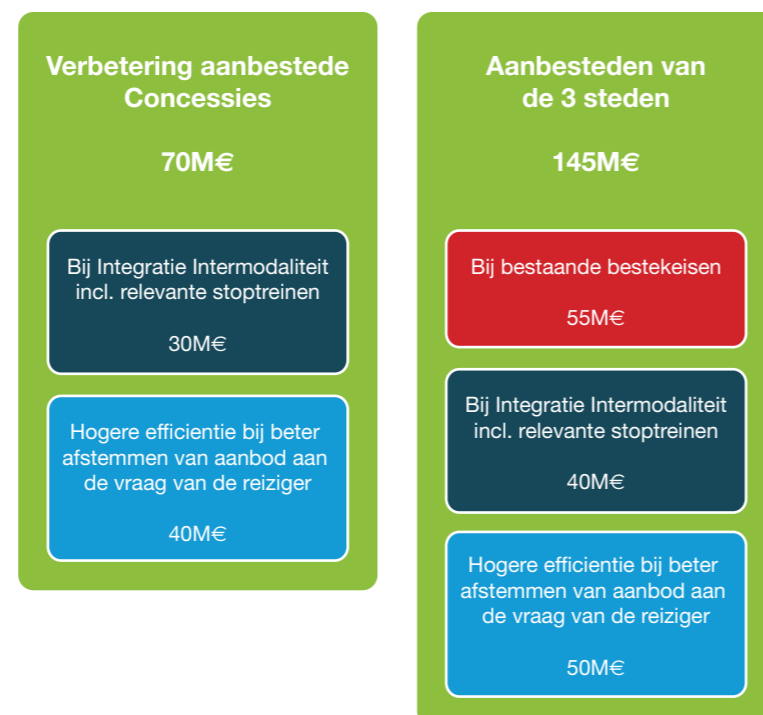 Verbetering aanbestede
Concessies
70M€
Bij Integratie Intermodaliteit
incl. relevante stoptreinen
30M€
Hogere efficientie bij beter
afstemmen van aanbod aan
de vraag van de reiziger
40M€
Aanbesteden van
de 3 steden
145M€
Bij bestaande bestekeisen
55M€
Bij Integratie Intermodaliteit
incl. relevante stoptreinen
40M€
Hogere efficientie bij beter
afstemmen van aanbod aan
de vraag van de reiziger
50M€